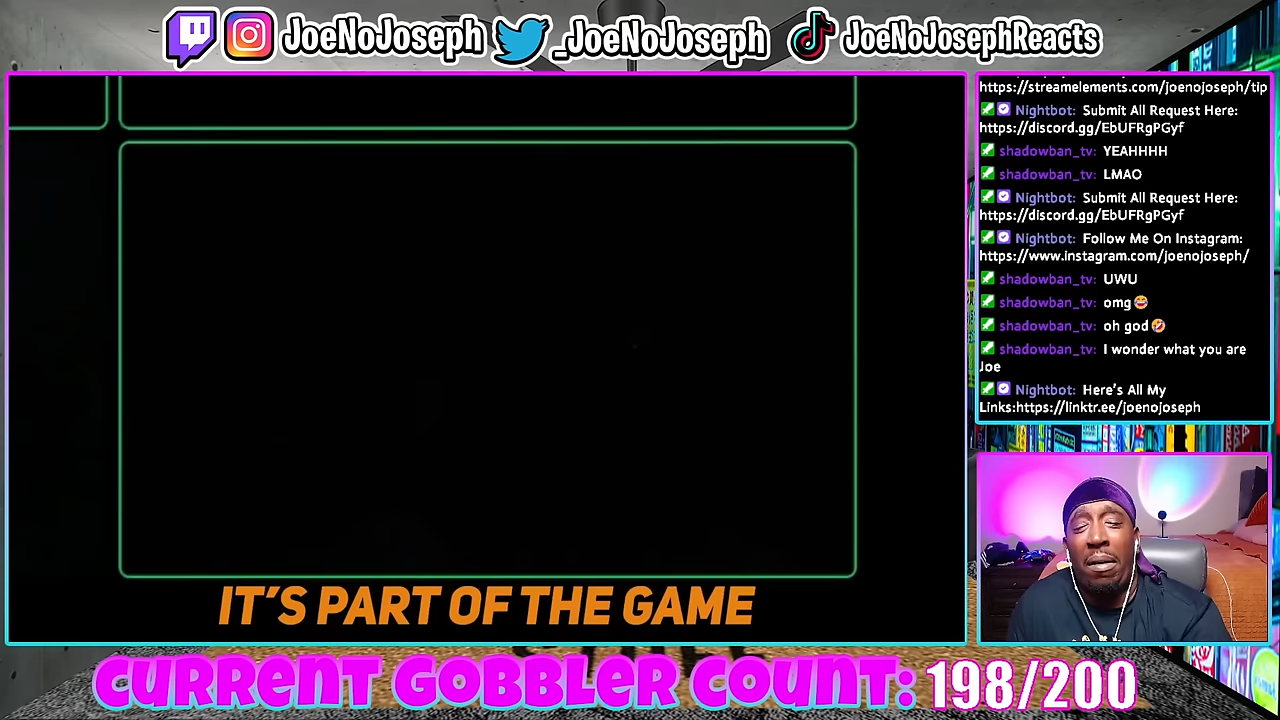 JoeNoJoseph _JoeNoJoseph JoeNoJosephReacts
https://streamelements.com/joenojoseph/tip
Nightbot: Submit All Request Here:
https://discord.gg/EbUFRgPGyf
shadowban_tv: YEAHHHH
shadowban_tv: LMAO
Nightbot: Submit All Request Here:
https://discord.gg/EbUFRgPGyf
Nightbot: Follow Me On Instagram:
https://www.instagram.com/joenojoseph/
shadowban_tv: UWU
shadowban_tv: omg😂
shadowban_tv: oh god🤣
shadowban_tv: I wonder what you are
Joe
Nightbot: Here's All My
Links:https://linktr.ee/joenojoseph
IT'S PART OF THE GAME
CURRENT GOBBLER COUNT: 198/200